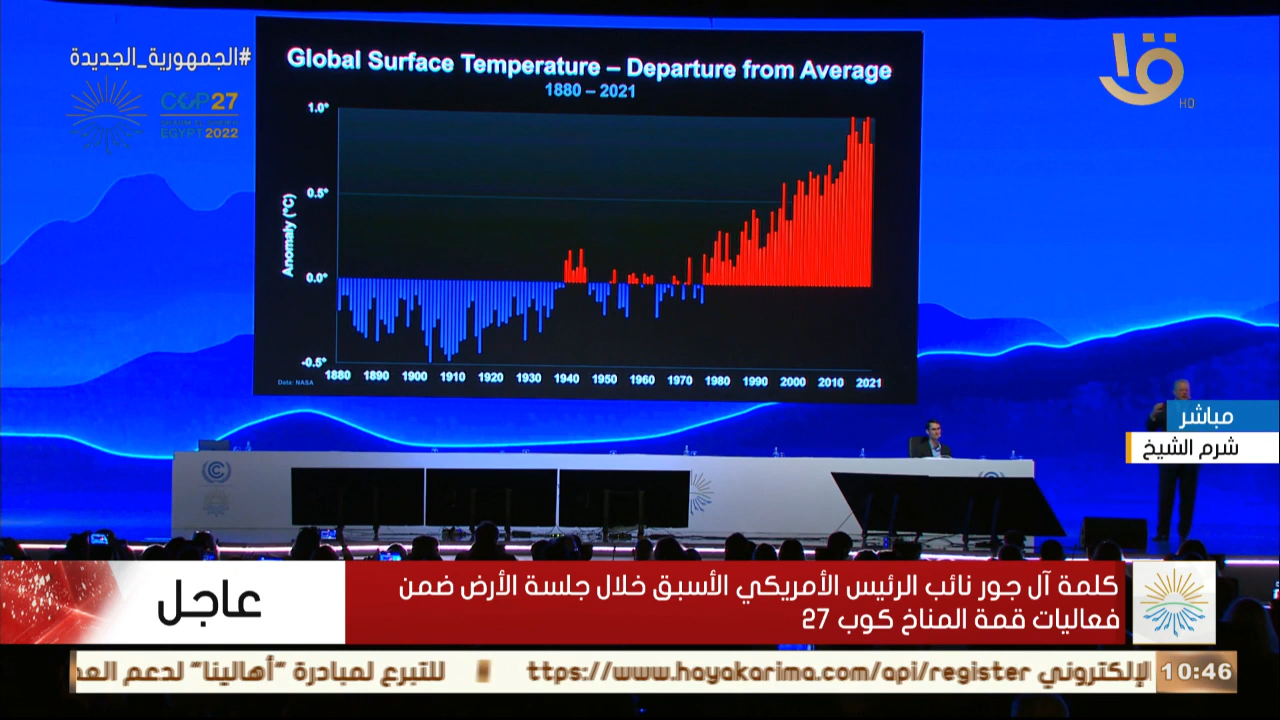 #الجمهورية_الجديدة
COP27
EGYPT2022
HD
Global Surface Temperature – Departure from Average
1880 – 2021
1.0°
0.5°
0.0°
-0.5°
Anomaly (°C)
1880 1890 1900 1910 1920 1930 1940 1950 1960 1970 1980 1990 2000 2010 2021
Data: NASA
مباشر
شرم الشيخ
عاجل
كلمة آل جور نائب الرئيس الأمريكي الأسبق خلال جلسة الأرض ضمن
فعاليات قمة المناخ كوب 27
الإلكتروني ttps://www.hayakarima.com/api/register للتبرع لمبادرة "أهالينا" لدعم
10:46